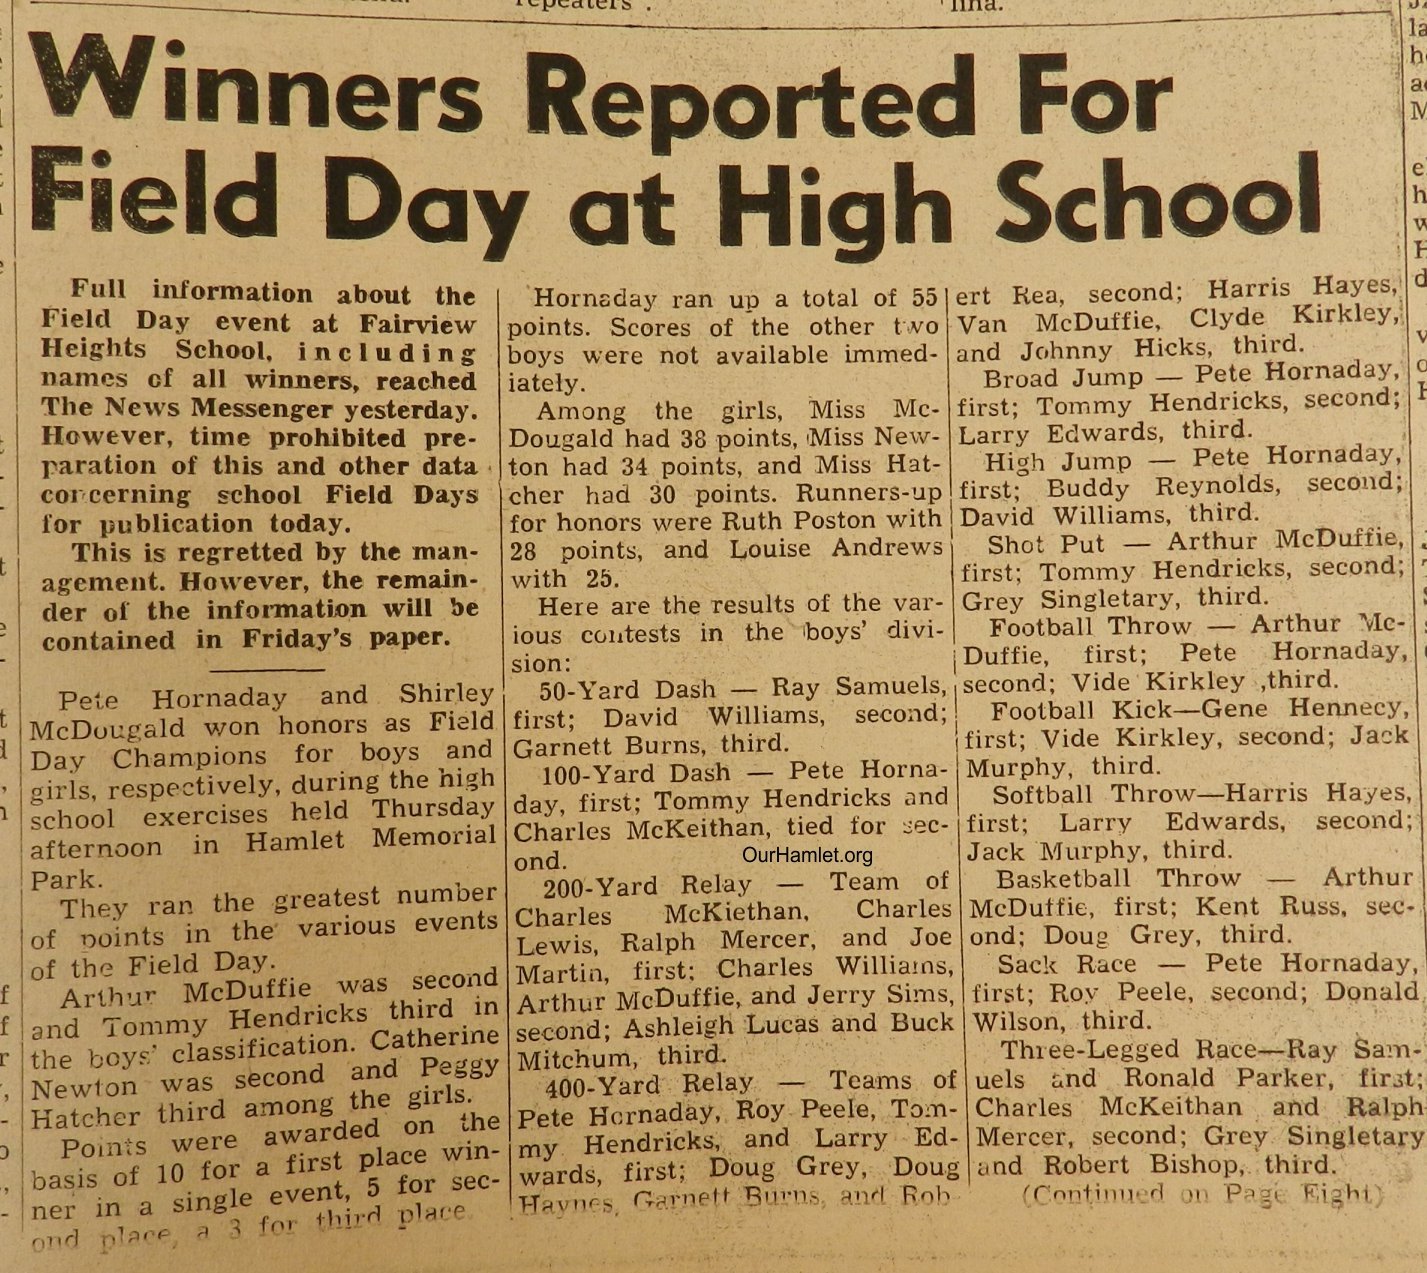 repeaters .
lina.
Winners Reported For
Field Day at High School
Full information about the
Field Day event at Fairview
Heights School, including
names of all winners, reached
The News Messenger yesterday.
However, time prohibited pre-
paration of this and other data
concerning school Field Days
for publication today.
This is regretted by the man-
agement. However, the remain-
der of the information will be
contained in Friday's paper.
Pete Hornaday and Shirley
McDougald won honors as Field
Day Champions for boys and
girls, respectively, during the high
school exercises held Thursday
afternoon in Hamlet Memorial
Park.
They ran the greatest number
of points in the various events
of the Field Day.
Arthur McDuffie was second
and Tommy Hendricks third in
the boys' classification. Catherine
Newton was second and Peggy
Hatcher third among the girls.
Points were awarded on the
basis of 10 for a first place win-
ner in a single event, 5 for sec-
ond place, a 3 for third place
Hornaday ran up a total of 55
points. Scores of the other two
boys were not available immed-
iately.
Among the girls, Miss Mc-
Dougald had 38 points, Miss New-
ton had 34 points, and Miss Hat-
cher had 30 points. Runners-up
for honors were Ruth Poston with
28 points, and Louise Andrews
with 25.
Here are the results of the var-
ious contests in the boys' divi-
sion:
50-Yard Dash — Ray Samuels,
first; David Williams, second;
Garnett Burns, third.
100-Yard Dash — Pete Horna-
day, first; Tommy Hendricks and
Charles McKeithan, tied for sec-
ond.
OurHamlet.org
200-Yard Relay — Team of
Charles McKiethan, Charles
Lewis, Ralph Mercer, and Joe
Martin, first; Charles Williams,
Arthur McDuffie, and Jerry Sims,
second; Ashleigh Lucas and Buck
Mitchum, third.
400-Yard Relay — Teams of
Pete Hornaday, Roy Peele, Tom-
my Hendricks, and Larry Ed-
wards, first; Doug Grey, Doug
Haynes, Garnett Burns, and Rob-
ert Rea, second; Harris Hayes,
Van McDuffie, Clyde Kirkley,
and Johnny Hicks, third.
Broad Jump — Pete Hornaday,
first; Tommy Hendricks, second;
Larry Edwards, third.
High Jump — Pete Hornaday,
first; Buddy Reynolds, second;
David Williams, third.
Shot Put — Arthur McDuffie,
first; Tommy Hendricks, second;
Grey Singletary, third.
Football Throw — Arthur Mc-
Duffie, first; Pete Hornaday,
second; Vide Kirkley ,third.
Football Kick—Gene Hennecy,
first; Vide Kirkley, second; Jack
Murphy, third.
Softball Throw—Harris Hayes,
first; Larry Edwards, second;
Jack Murphy, third.
Basketball Throw — Arthur
McDuffie, first; Kent Russ, sec-
ond; Doug Grey, third.
Sack Race — Pete Hornaday,
first; Roy Peele, second; Donald
Wilson, third.
Three-Legged Race—Ray Sam-
uels and Ronald Parker, first;
Charles McKeithan and Ralph
Mercer, second; Grey Singletary
and Robert Bishop, third.
(Continued on Page Eight)